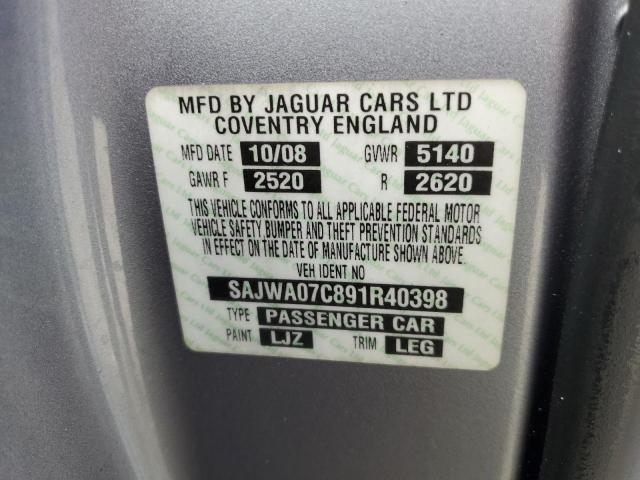 MFD BY JAGUAR CARS LTD
COVENTRY ENGLAND
MFD DATE 10/08 GVWR 5140
GAWR F 2520 R 2620
THIS VEHICLE CONFORMS TO ALL APPLICABLE FEDERAL MOTOR
VEHICLE SAFETY,BUMPER AND THEFT PREVENTION STANDARDS
IN EFFECT ON THE DATE OF MANUFACTURE SHOWN ABOVE.
VEH IDENT NO
SAJWA07C891R40398
TYPE PASSENGER CAR
PAINT LJZ TRIM LEG